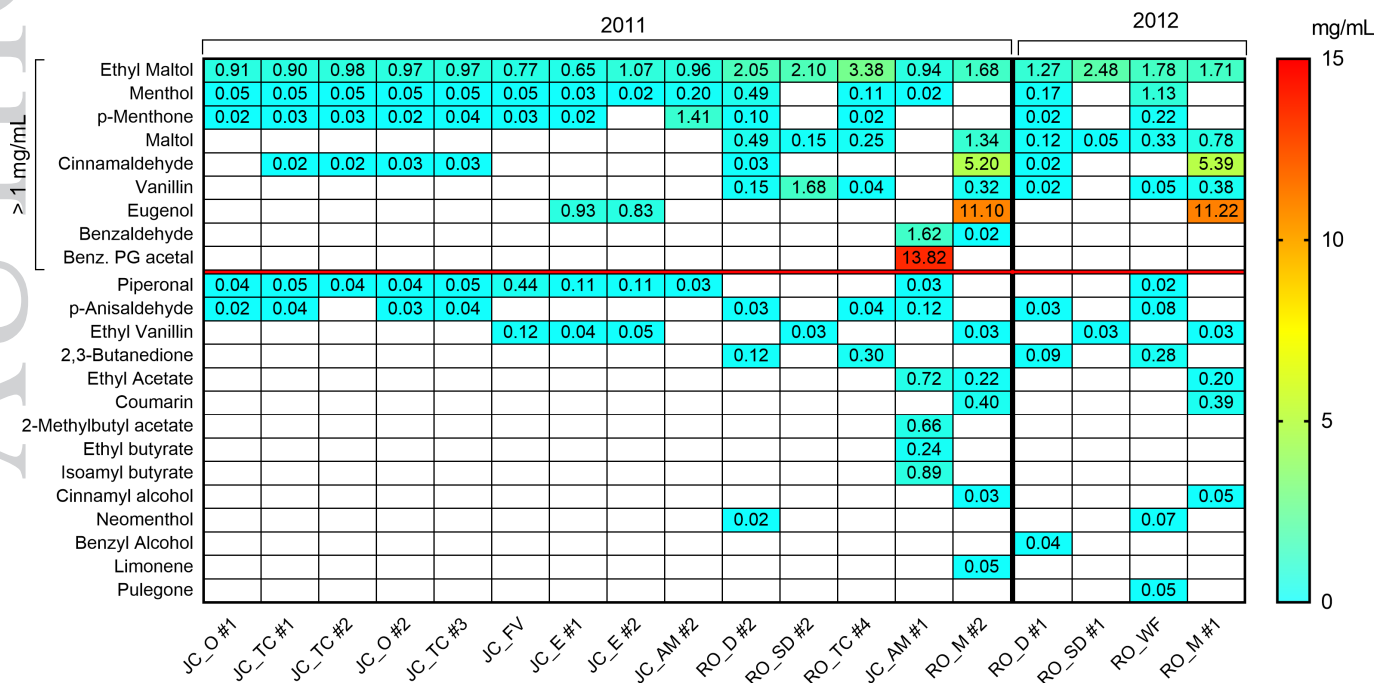 2011 2012 mg/mL
Ethyl Maltol 0.91 0.90 0.98 0.97 0.97 0.77 0.65 1.07 0.96 2.05 2.10 3.38 0.94 1.68 1.27 2.48 1.78 1.71 15
Menthol 0.05 0.05 0.05 0.05 0.05 0.05 0.03 0.02 0.20 0.49 0.11 0.02 0.17 1.13
p-Menthone 0.02 0.03 0.03 0.02 0.04 0.03 0.02 1.41 0.10 0.02 0.02 0.22
> 1 mg/mL
Maltol 0.49 0.15 0.25 1.34 0.12 0.05 0.33 0.78
Cinnamaldehyde 0.02 0.02 0.03 0.03 0.03 5.20 0.02 5.39
Vanillin 0.15 1.68 0.04 0.32 0.02 0.05 0.38
Eugenol 0.93 0.83 11.10 11.22
Benzaldehyde 1.62 0.02 10
Benz. PG acetal 13.82
Piperonal 0.04 0.05 0.04 0.04 0.05 0.44 0.11 0.11 0.03 0.03 0.02
p-Anisaldehyde 0.02 0.04 0.03 0.04 0.03 0.04 0.12 0.03 0.08
Ethyl Vanillin 0.12 0.04 0.05 0.03 0.03 0.03 0.03
2,3-Butanedione 0.12 0.30 0.09 0.28
Ethyl Acetate 0.72 0.22 0.20
Coumarin 0.40 0.39
2-Methylbutyl acetate 0.66 5
Ethyl butyrate 0.24
Isoamyl butyrate 0.89
Cinnamyl alcohol 0.03 0.05
Neomenthol 0.02 0.07
Benzyl Alcohol 0.04
Limonene 0.05
Pulegone 0.05 0
JC_O #1 JC_TC #1 JC_TC #2 JC_O #2 JC_TC #3 JC_FV JC_E #1 JC_E #2 JC_AM #2 RO_D #2 RO_SD #2 RO_TC #4 JC_AM #1 RO_M #2 RO_D #1 RO_SD #1 RO_WF RO_M #1